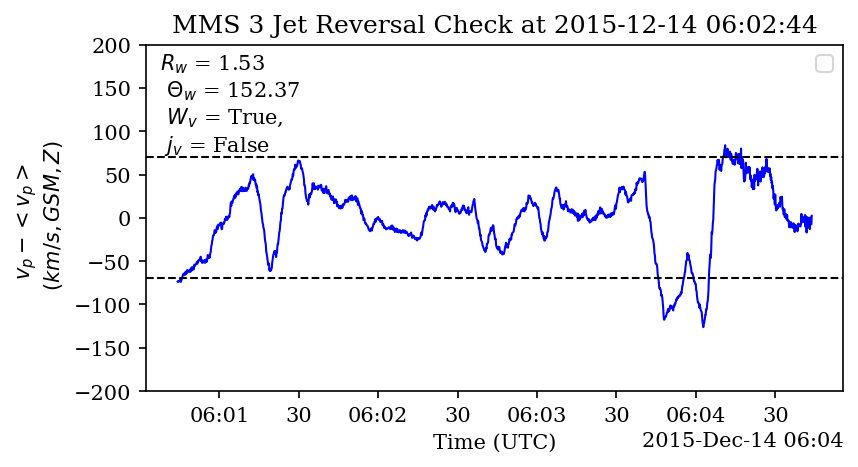 MMS 3 Jet Reversal Check at 2015-12-14 06:02:44
R_w = 1.53
Θ_w = 152.37
W_v = True,
j_v = False
v_p − < v_p >
(km/s, GSM, Z)
200
150
100
50
0
−50
−100
−150
−200
06:01 30 06:02 30 06:03 30 06:04 30
Time (UTC)
2015-Dec-14 06:04